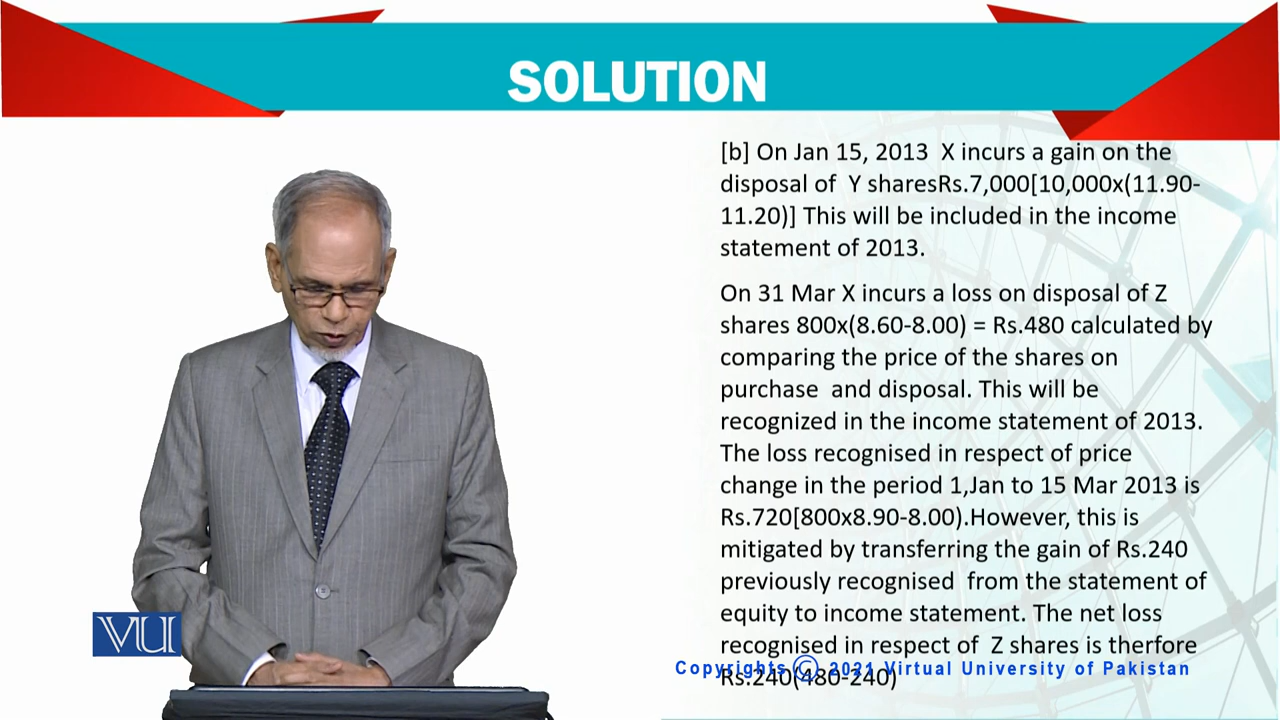 SOLUTION
[b] On Jan 15, 2013  X incurs a gain on the
disposal of  Y sharesRs.7,000[10,000x(11.90-
11.20)] This will be included in the income
statement of 2013.
On 31 Mar X incurs a loss on disposal of Z
shares 800x(8.60-8.00) = Rs.480 calculated by
comparing the price of the shares on
purchase  and disposal. This will be
recognized in the income statement of 2013.
The loss recognised in respect of price
change in the period 1,Jan to 15 Mar 2013 is
Rs.720[800x8.90-8.00).However, this is
mitigated by transferring the gain of Rs.240
previously recognised  from the statement of
equity to income statement. The net loss
recognised in respect of  Z shares is therfore
Rs.240(480-240)
Copyrights © 2021 Virtual University of Pakistan
VU